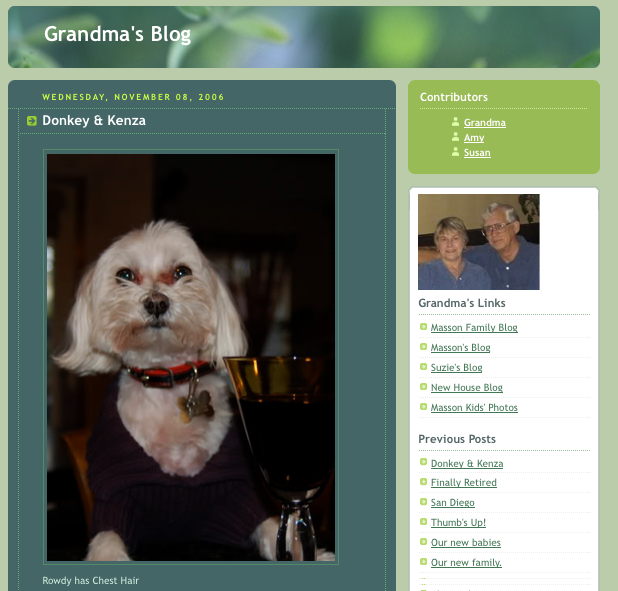 Grandma's Blog
WEDNESDAY, NOVEMBER 08, 2006
Donkey & Kenza
Rowdy has Chest Hair
Contributors
Grandma
Amy
Susan
Grandma's Links
Masson Family Blog
Masson's Blog
Suzie's Blog
New House Blog
Masson Kids' Photos
Previous Posts
Donkey & Kenza
Finally Retired
San Diego
Thumb's Up!
Our new babies
Our new family.